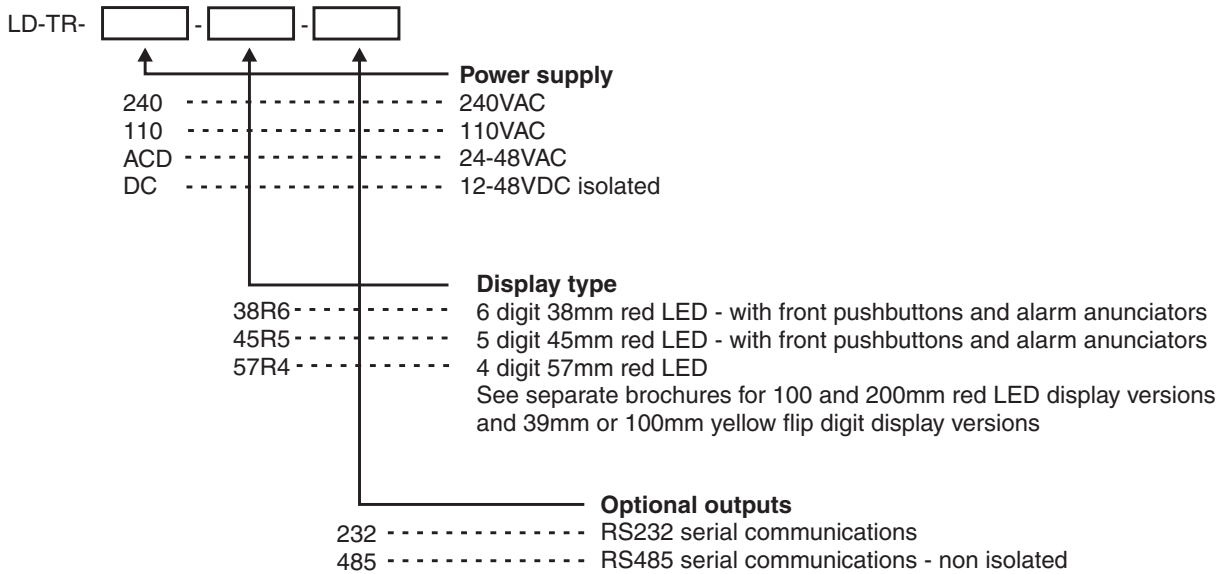 LD-TR- - -
Power supply
240 - - - - - - - - - - - - - - - - - - - 240VAC
110 - - - - - - - - - - - - - - - - - - - 110VAC
ACD - - - - - - - - - - - - - - - - - - - 24-48VAC
DC - - - - - - - - - - - - - - - - - - - 12-48VDC isolated
Display type
38R6 - - - - - - - - - - - 6 digit 38mm red LED - with front pushbuttons and alarm anunciators
45R5 - - - - - - - - - - - 5 digit 45mm red LED - with front pushbuttons and alarm anunciators
57R4 - - - - - - - - - - - 4 digit 57mm red LED
See separate brochures for 100 and 200mm red LED display versions
and 39mm or 100mm yellow flip digit display versions
Optional outputs
232 - - - - - - - - - - - - - - RS232 serial communications
485 - - - - - - - - - - - - - - RS485 serial communications - non isolated